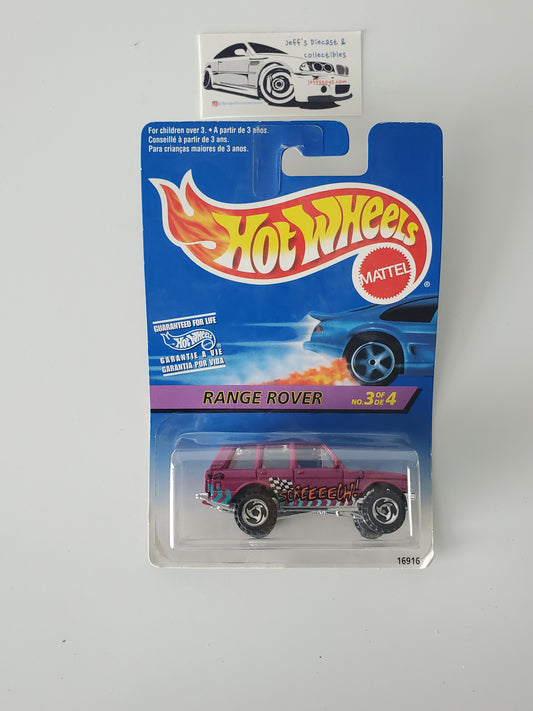 Jeff's Diecast &
collectibles
For children over 3. • A partir de 3 años.
Conseillé à partir de 3 ans.
Para crianças maiores de 3 anos.
HOT WHEELS
MATTEL
®
GUARANTEED FOR LIFE
HOT WHEELS
GARANTIE A VIE
GARANTIA POR VIDA
RANGE ROVER
NO. 3 OF DE 4
SCREEEECH!
16916